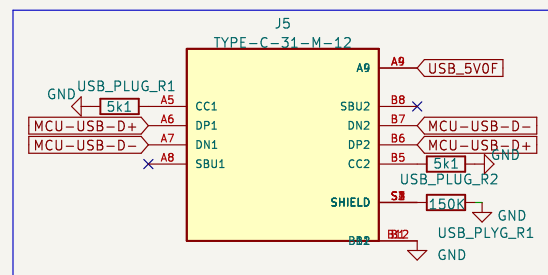 J5
TYPE-C-31-M-12
A9 A9 USB_5V0F
USB_PLUG_R1
GND 5k1 A5 CC1 SBU2 B8
MCU-USB-D+ A6 DP1 DN2 B7 MCU-USB-D-
MCU-USB-D- A7 DN1 DP2 B6 MCU-USB-D+
A8 SBU1 CC2 B5 5k1 GND
USB_PLUG_R2
SHIELD 150K
GND
USB_PLYG_R1
GND